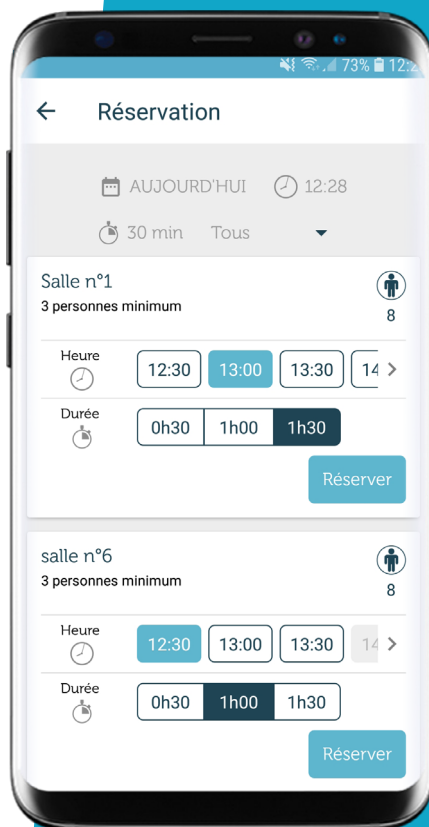 73% 12:2
Réservation
AUJOURD'HUI 12:28
30 min Tous
Salle n°1
3 personnes minimum
8
Heure
12:30 13:00 13:30 14
Durée
0h30 1h00 1h30
Réserver
salle n°6
3 personnes minimum
8
Heure
12:30 13:00 13:30 14
Durée
0h30 1h00 1h30
Réserver